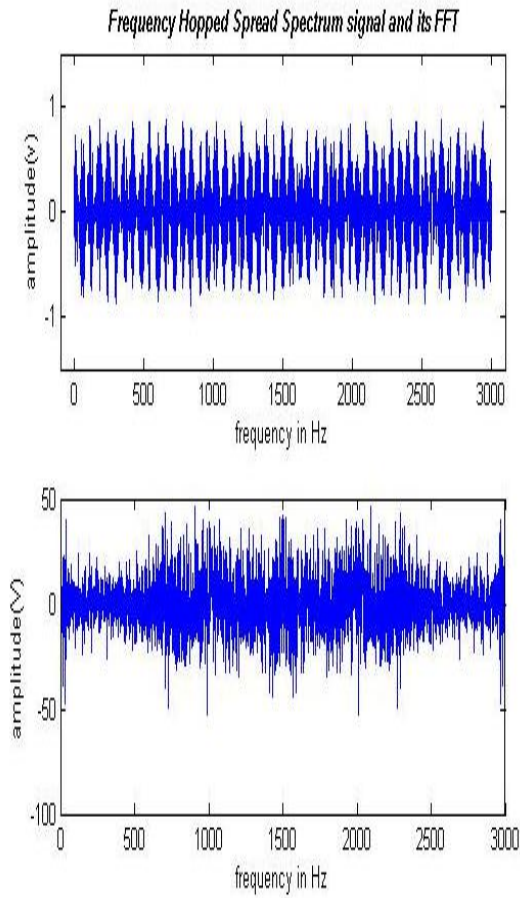 Frequency Hopped Spread Spectrum signal and its FFT
1
0
-1
amplitude(v)
0 500 1000 1500 2000 2500 3000
frequency in Hz
50
0
-50
-100
amplitude(V)
0 500 1000 1500 2000 2500 3000
frequency in Hz